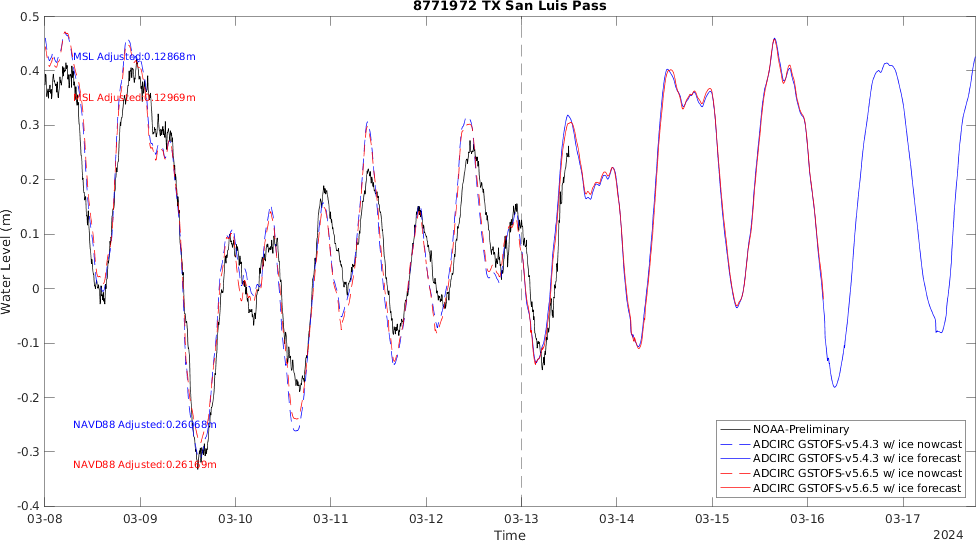 8771972 TX San Luis Pass
Water Level (m)
0.5
0.4
0.3
0.2
0.1
0
-0.1
-0.2
-0.3
-0.4
MSL Adjusted:0.12868m
MSL Adjusted:0.12969m
NAVD88 Adjusted:0.26068m
NAVD88 Adjusted:0.26169m
NOAA-Preliminary
ADCIRC GSTOFS-v5.4.3 w/ ice nowcast
ADCIRC GSTOFS-v5.4.3 w/ ice forecast
ADCIRC GSTOFS-v5.6.5 w/ ice nowcast
ADCIRC GSTOFS-v5.6.5 w/ ice forecast
03-08 03-09 03-10 03-11 03-12 03-13 03-14 03-15 03-16 03-17
Time
2024